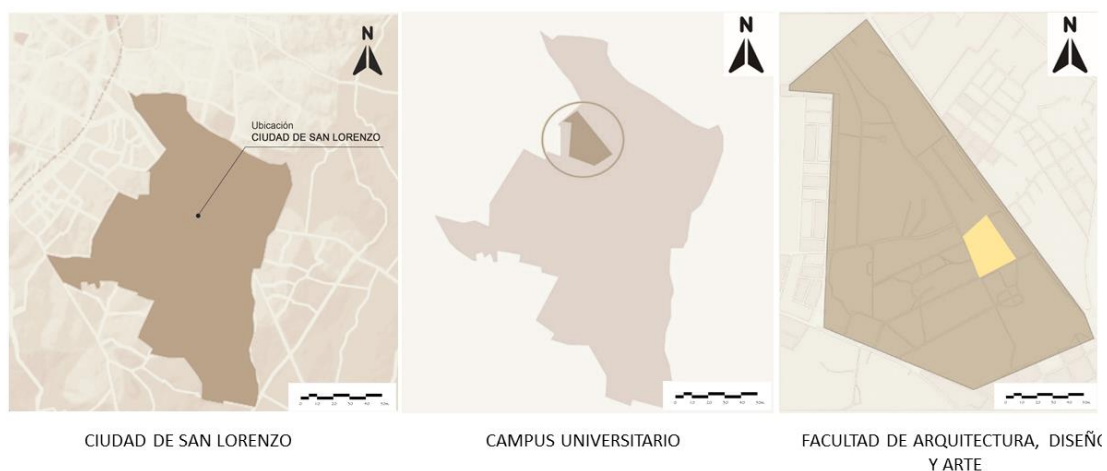 N
N
N
Ubicación
CIUDAD DE SAN LORENZO
CIUDAD DE SAN LORENZO
CAMPUS UNIVERSITARIO
FACULTAD DE ARQUITECTURA, DISEÑO
Y ARTE